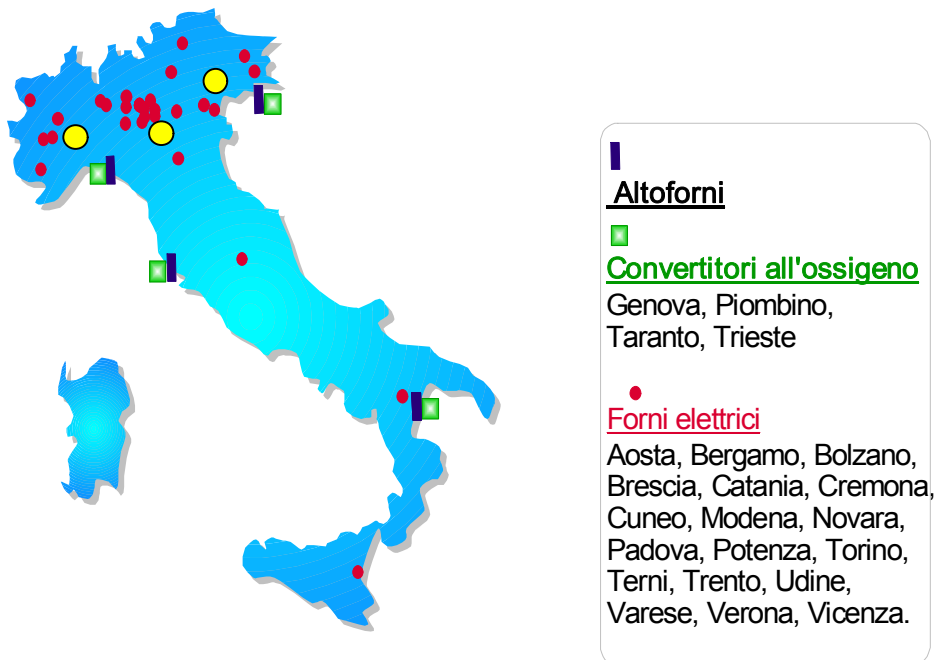 Altoforni
Convertitori all'ossigeno
Genova, Piombino,
Taranto, Trieste
Forni elettrici
Aosta, Bergamo, Bolzano,
Brescia, Catania, Cremona,
Cuneo, Modena, Novara,
Padova, Potenza, Torino,
Terni, Trento, Udine,
Varese, Verona, Vicenza.